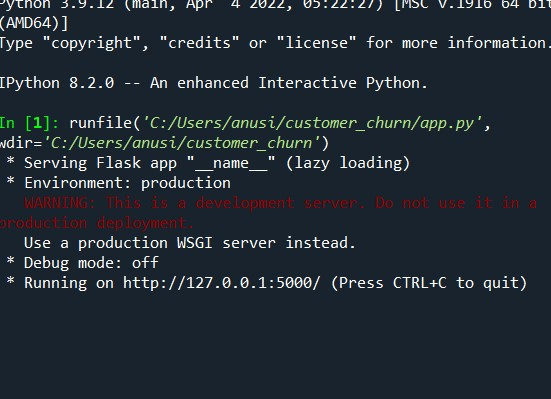 Python 3.9.12 (main, Apr  4 2022, 05:22:27) [MSC v.1916 64 bit
(AMD64)]
Type "copyright", "credits" or "license" for more information.
IPython 8.2.0 -- An enhanced Interactive Python.
In [1]: runfile('C:/Users/anusi/customer_churn/app.py',
wdir='C:/Users/anusi/customer_churn')
* Serving Flask app "__name__" (lazy loading)
* Environment: production
WARNING: This is a development server. Do not use it in a
production deployment.
Use a production WSGI server instead.
* Debug mode: off
* Running on http://127.0.0.1:5000/ (Press CTRL+C to quit)